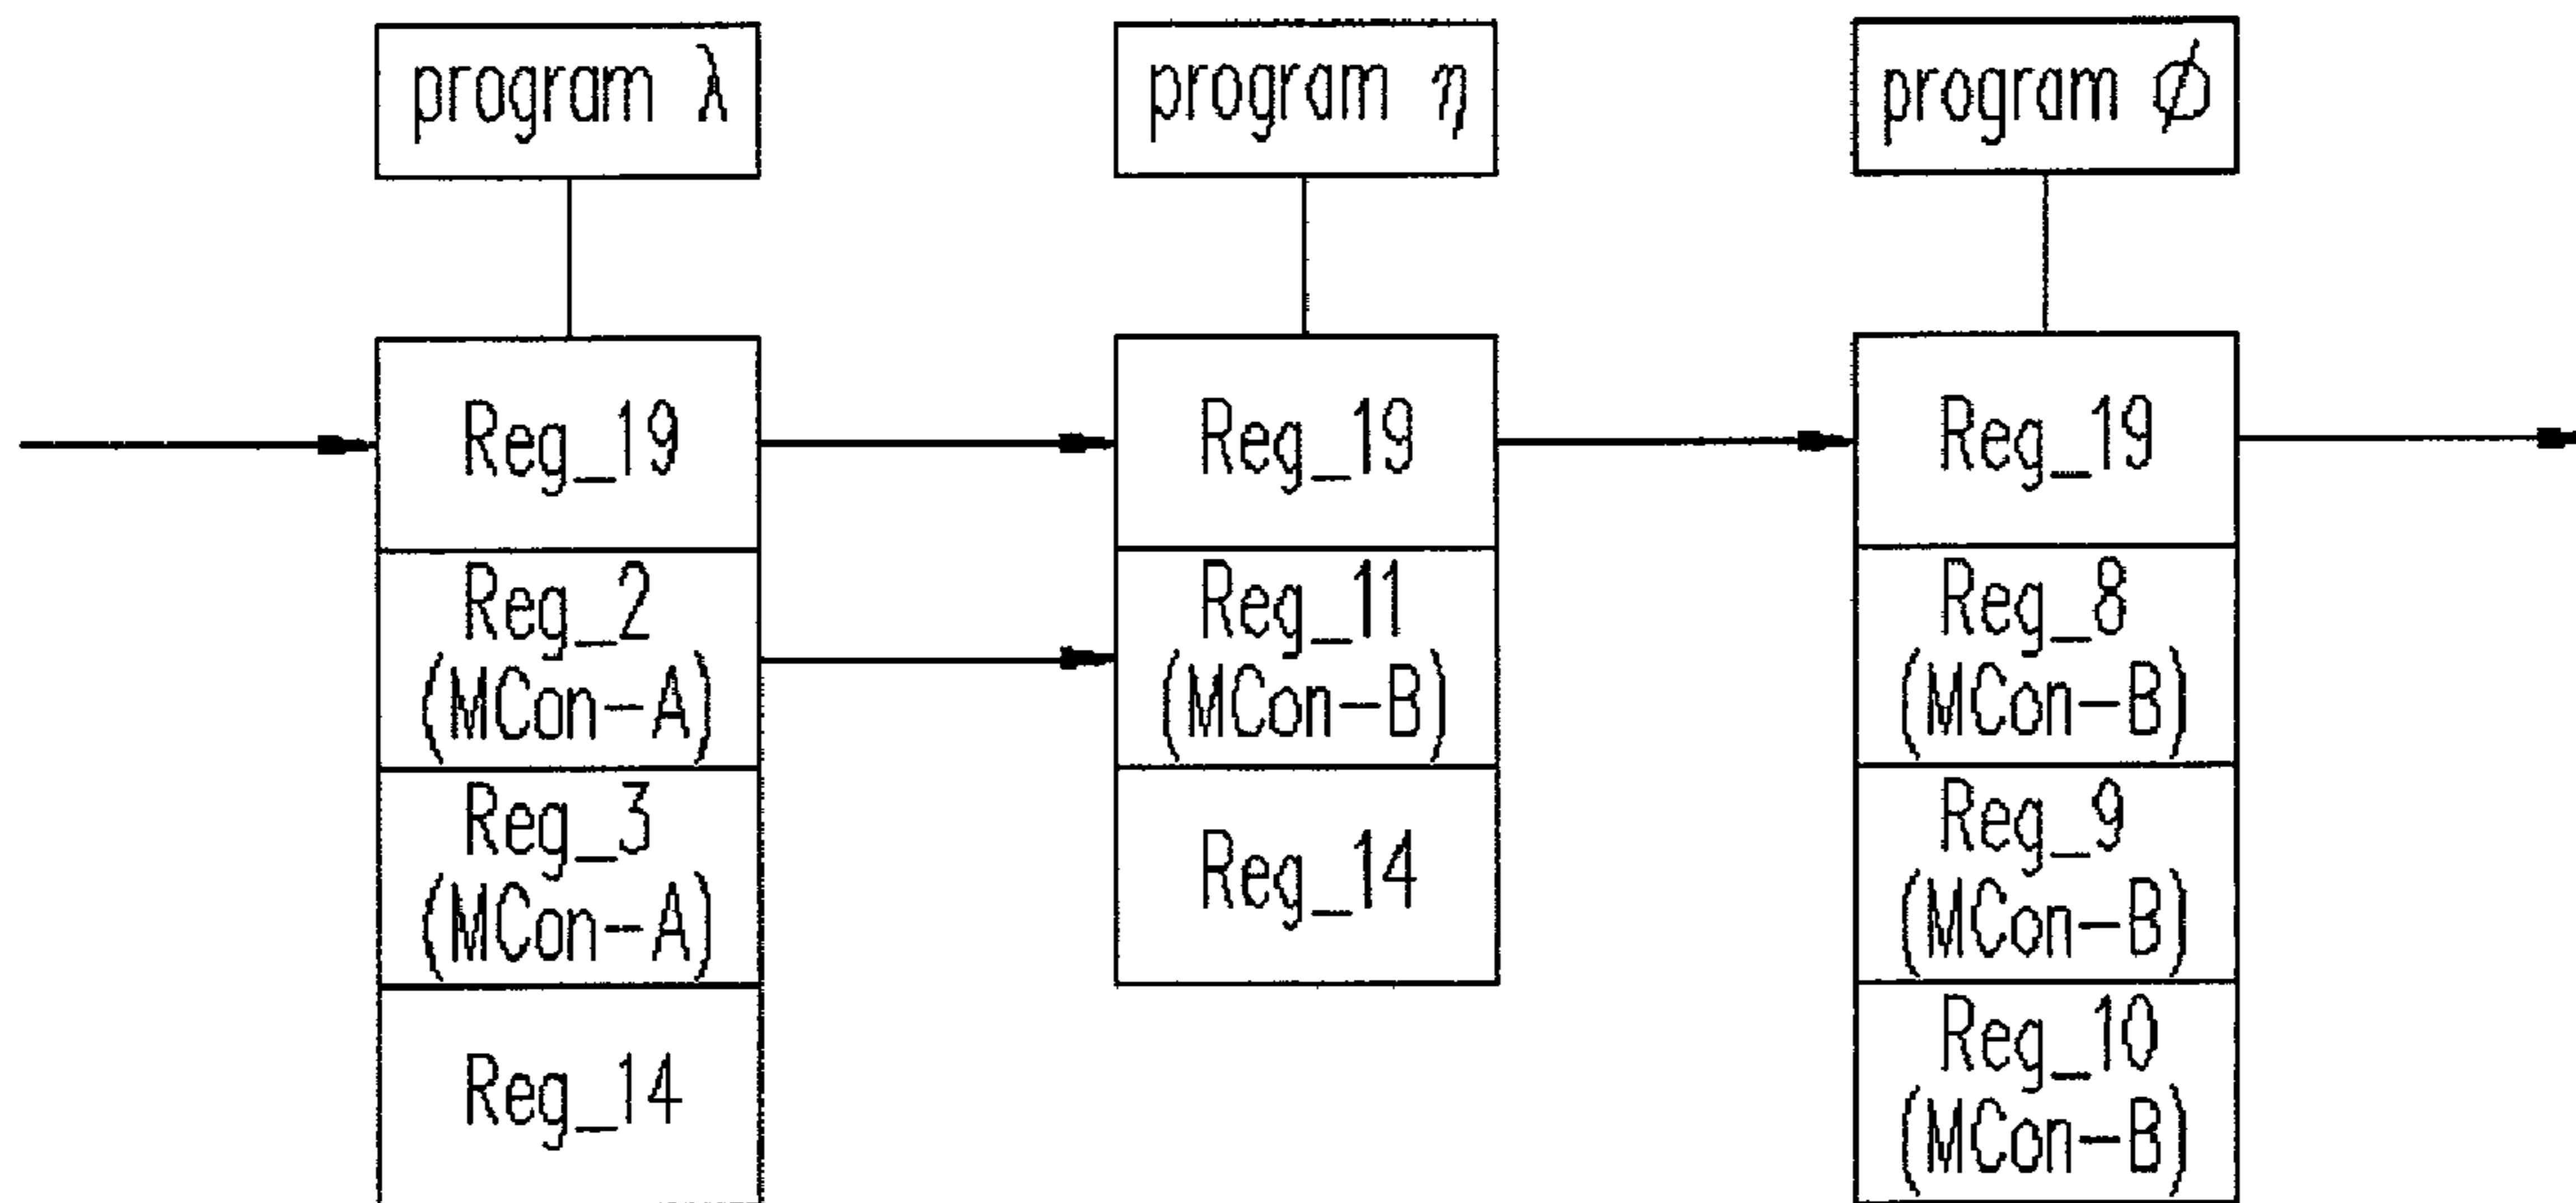 program λ
program η
program ϕ
Reg_19
Reg_2
(MCon-A)
Reg_3
(MCon-A)
Reg_14
Reg_19
Reg_11
(MCon-B)
Reg_14
Reg_19
Reg_8
(MCon-B)
Reg_9
(MCon-B)
Reg_10
(MCon-B)